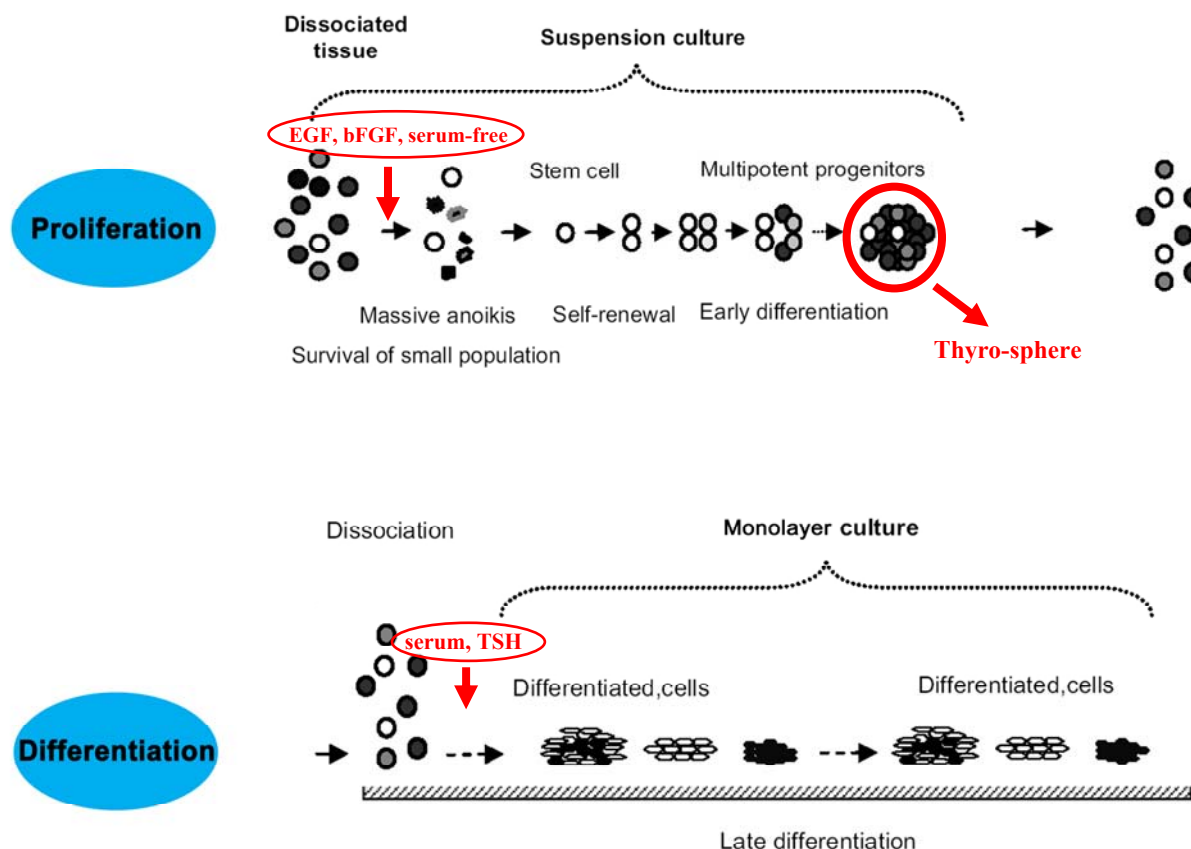 Dissociated
tissue
Suspension culture
EGF, bFGF, serum-free
Stem cell
Multipotent progenitors
Proliferation
Massive anoikis
Self-renewal
Early differentiation
Survival of small population
Thyro-sphere
Dissociation
Monolayer culture
serum, TSH
Differentiated,cells
Differentiated,cells
Differentiation
Late differentiation